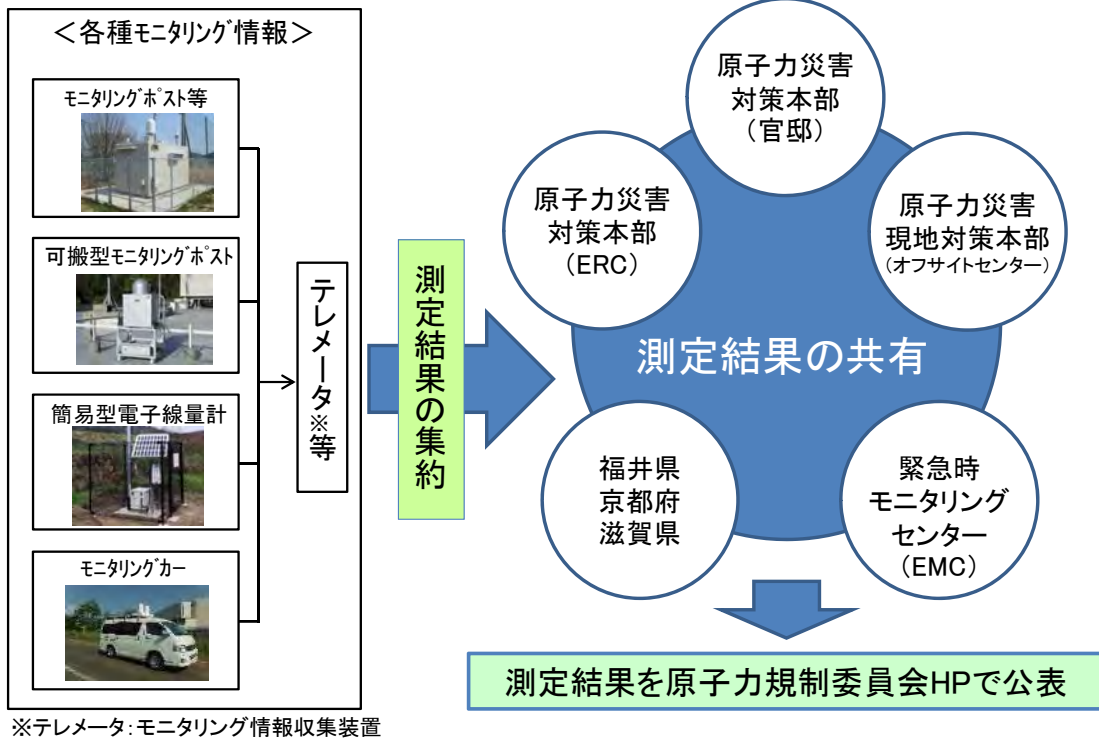 ＜各種ﾓﾆﾀﾘﾝｸﾞ情報＞
ﾓﾆﾀﾘﾝｸﾞﾎﾟｽﾄ等
可搬型ﾓﾆﾀﾘﾝｸﾞﾎﾟｽﾄ
簡易型電子線量計
ﾓﾆﾀﾘﾝｸﾞｶｰ
テレメータ※等
※テレメータ：モニタリング情報収集装置
測定結果の集約
原子力災害
対策本部
（官邸）
原子力災害
対策本部
(ERC)
原子力災害
現地対策本部
(オフサイトセンター)
測定結果の共有
福井県
京都府
滋賀県
緊急時
モニタリング
センター
(EMC)
測定結果を原子力規制委員会HPで公表